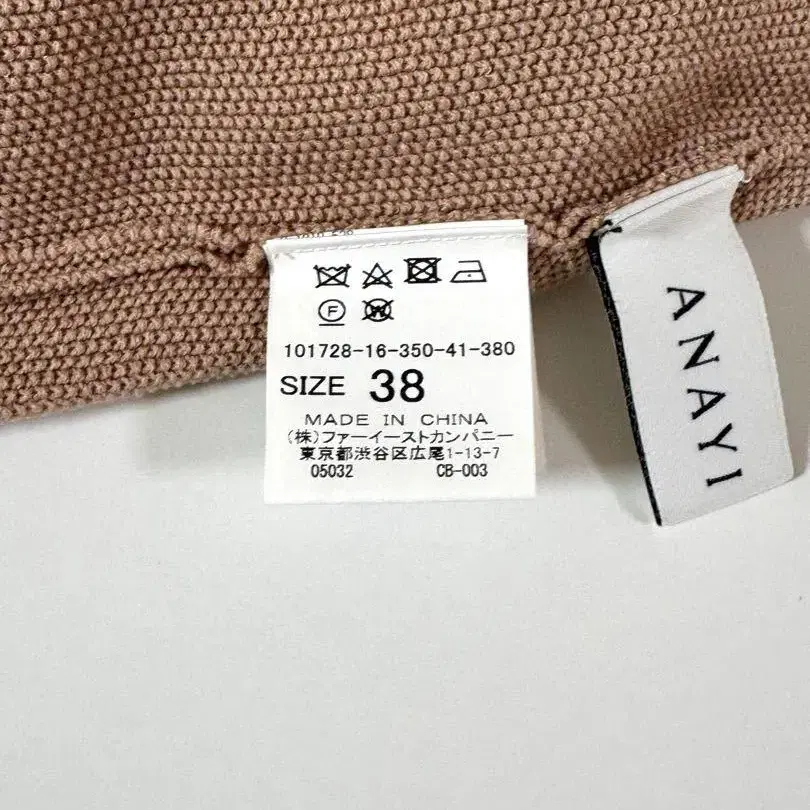 F W
101728-16-350-41-380
SIZE 38
MADE IN CHINA
(株)ファーイーストカンパニー
東京都渋谷区広尾1-13-7
05032 CB-003
ANAYI